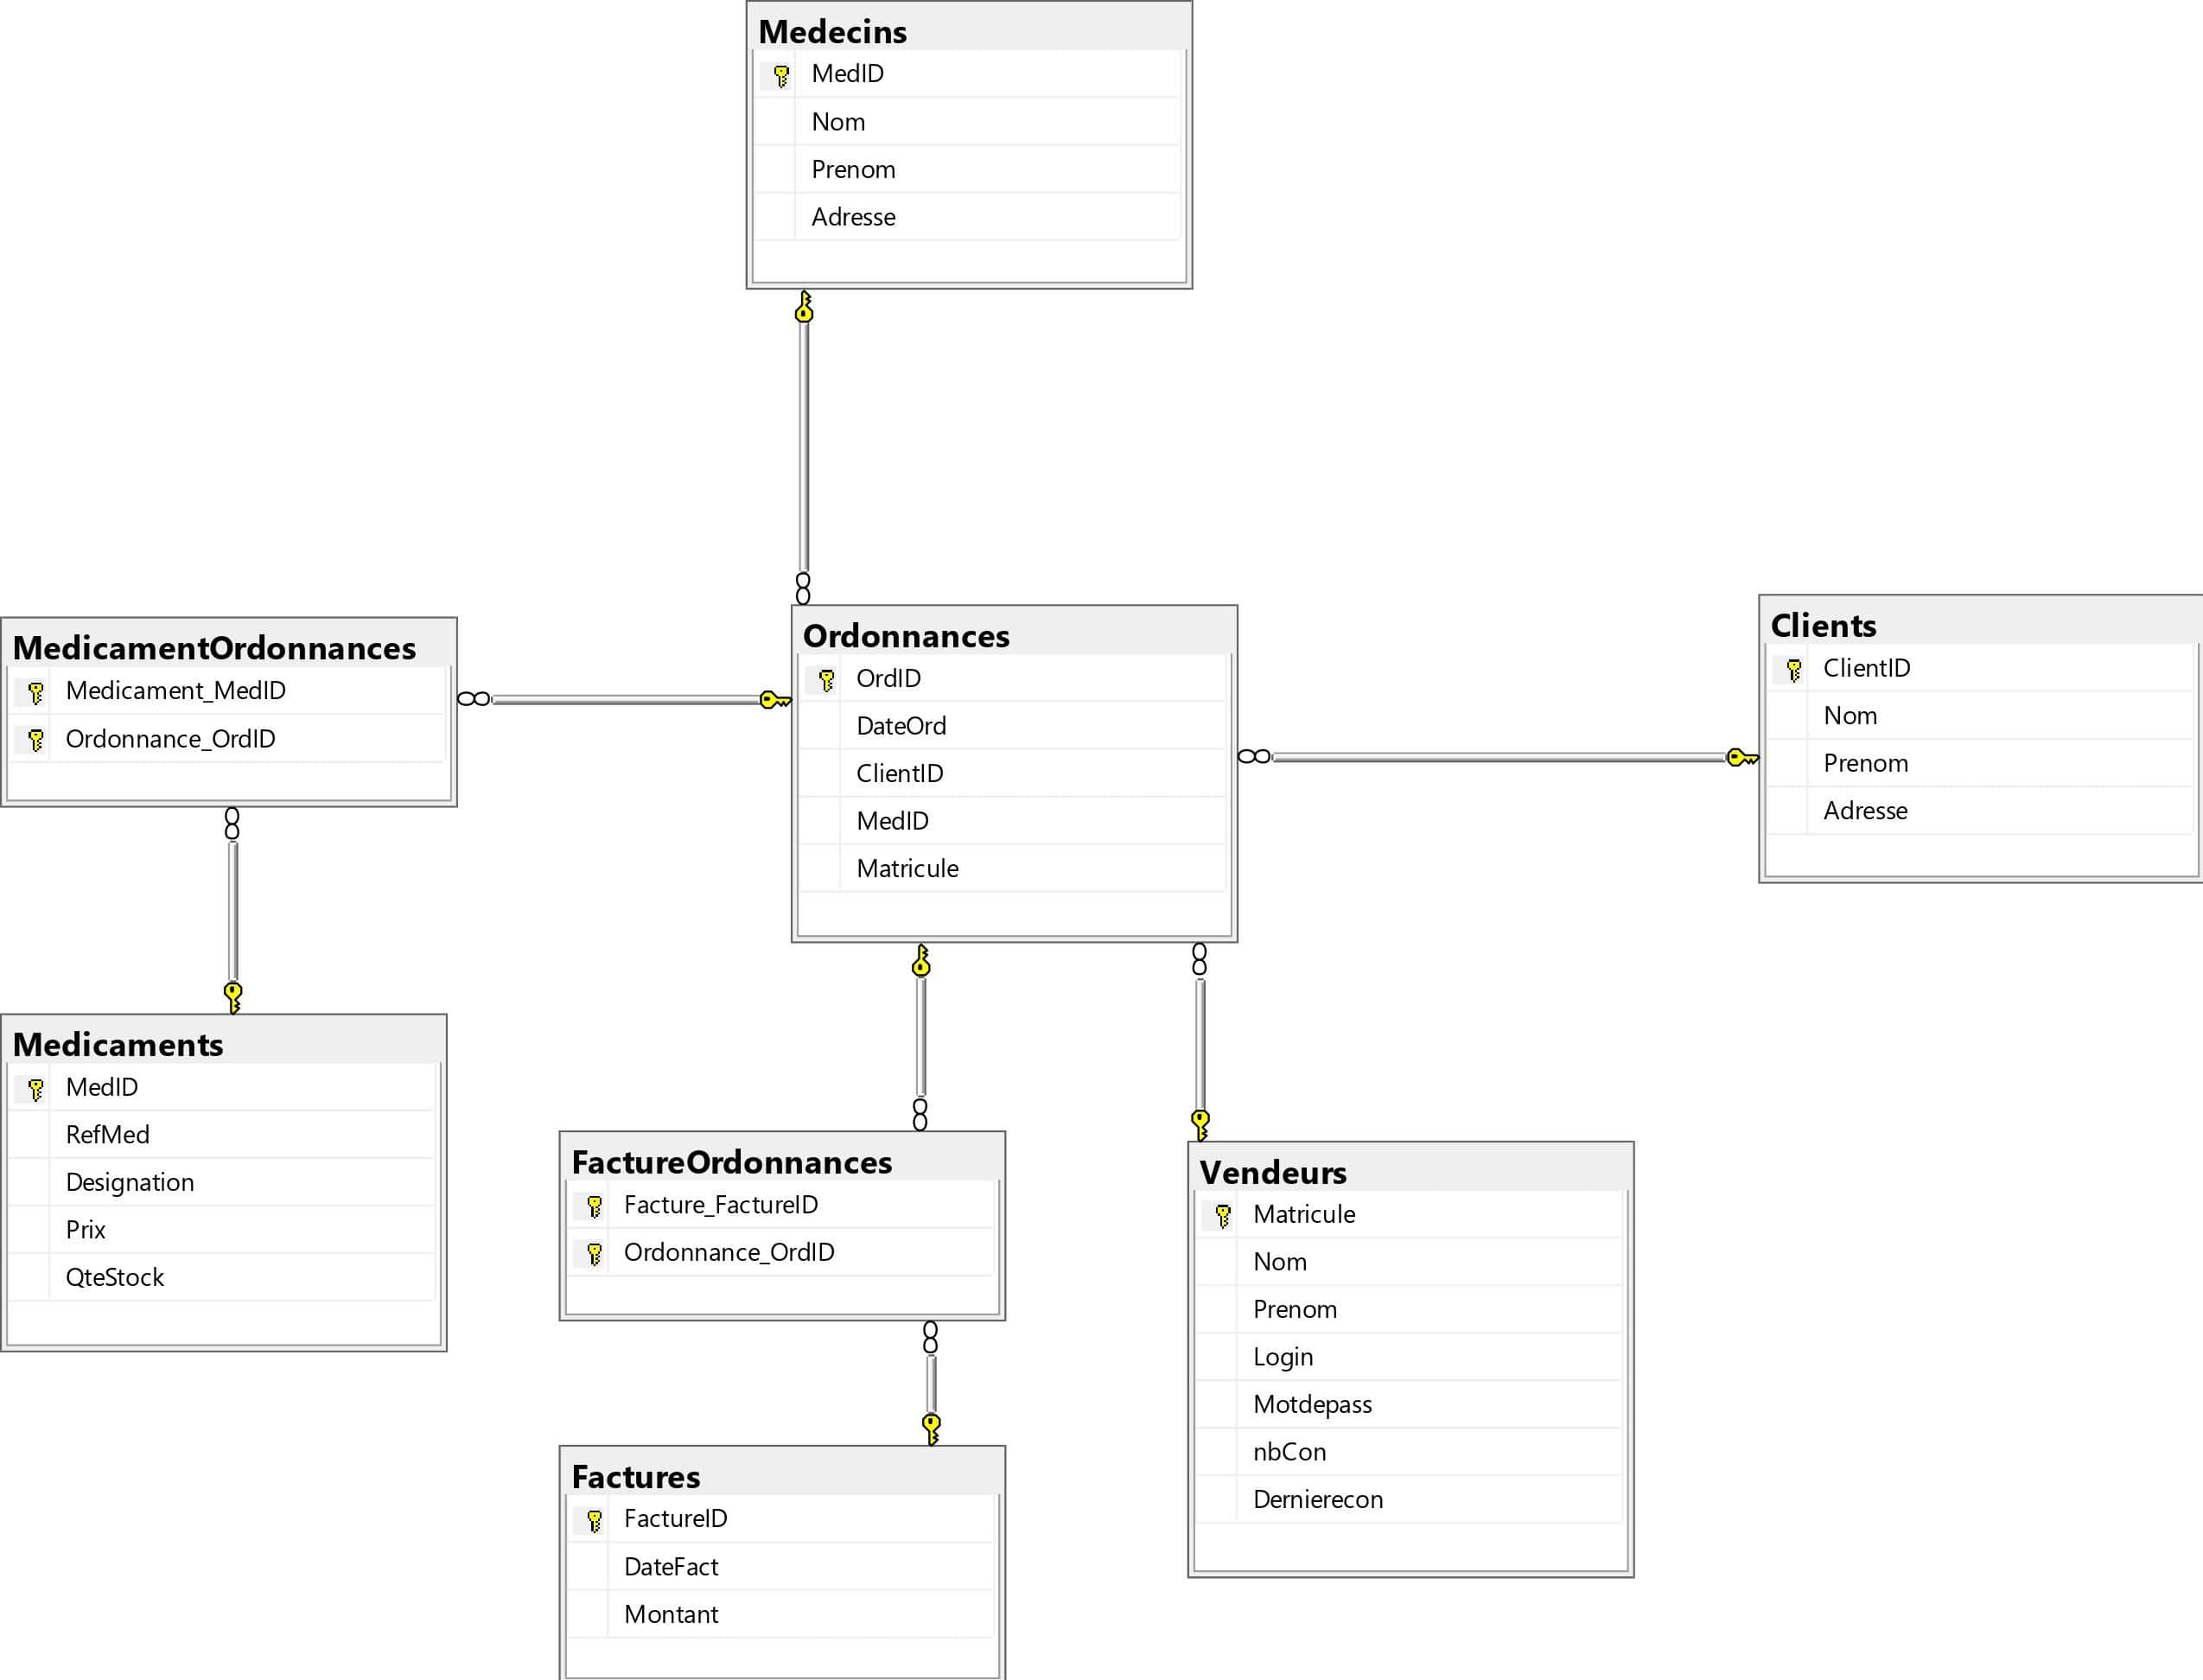 Medecins
MedID
Nom
Prenom
Adresse
MedicamentOrdonnances
Medicament_MedID
Ordonnance_OrdID
Ordonnances
OrdID
DateOrd
ClientID
MedID
Matricule
Clients
ClientID
Nom
Prenom
Adresse
Medicaments
MedID
RefMed
Designation
Prix
QteStock
FactureOrdonnances
Facture_FactureID
Ordonnance_OrdID
Vendeurs
Matricule
Nom
Prenom
Login
Motdepass
nbCon
Dernierecon
Factures
FactureID
DateFact
Montant